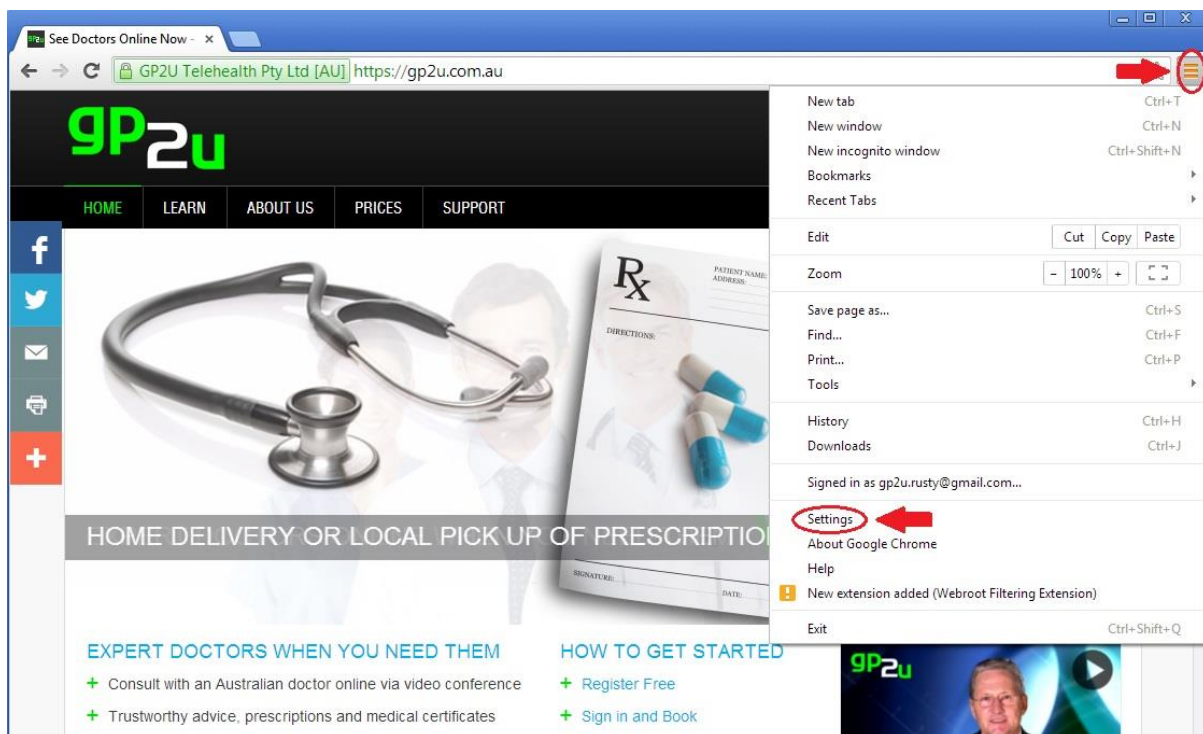 See Doctors Online Now -
GP2U Telehealth Pty Ltd [AU] https://gp2u.com.au
gp2u
HOME LEARN ABOUT US PRICES SUPPORT
New tab Ctrl+T
New window Ctrl+N
New incognito window Ctrl+Shift+N
Bookmarks
Recent Tabs
Edit Cut Copy Paste
Zoom - 100% +
Save page as... Ctrl+S
Find... Ctrl+F
Print... Ctrl+P
Tools
History Ctrl+H
Downloads Ctrl+J
Signed in as gp2u.rusty@gmail.com...
Settings
About Google Chrome
Help
New extension added (Webroot Filtering Extension)
Exit Ctrl+Shift+Q
Rx
PATIENT NAME:
ADDRESS:
DIRECTIONS:
HOME DELIVERY OR LOCAL PICK UP OF PRESCRIPTIO
SIGNATURE:
DATE:
EXPERT DOCTORS WHEN YOU NEED THEM
+ Consult with an Australian doctor online via video conference
+ Trustworthy advice, prescriptions and medical certificates
HOW TO GET STARTED
+ Register Free
+ Sign in and Book
gp2u